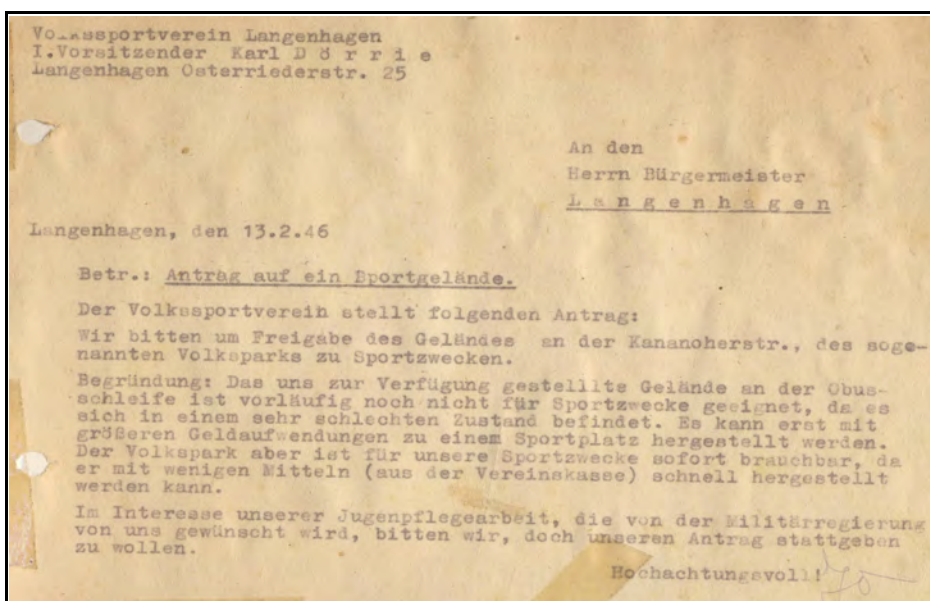 Volkssportverein Langenhagen
I.Vorsitzender Karl D ö r r i e
Langenhagen Osterriederstr. 25
An den
Herrn Bürgermeister
L a n g e n h a g e n
Langenhagen, den 13.2.46
Betr.: Antrag auf ein Sportgelände.
Der Volkssportverein stellt folgenden Antrag:
Wir bitten um Freigabe des Geländes an der Kananoherstr., des soge-
nannten Volksparks zu Sportzwecken.
Begründung: Das uns zur Verfügung gestellte Gelände an der Obus-
schleife ist vorläufig noch nicht für Sportzwecke geeignet, da es
sich in einem sehr schlechten Zustand befindet. Es kann erst mit
größeren Geldaufwendungen zu einem Sportplatz hergestellt werden.
Der Volkspark aber ist für unsere Sportzwecke sofort brauchbar, da
er mit wenigen Mitteln (aus der Vereinskasse) schnell hergestellt
werden kann.
Im Interesse unserer Jugenpflegearbeit, die von der Militärregierung
von uns gewünscht wird, bitten wir, doch unseren Antrag stattgeben
zu wollen.
Hochachtungsvoll!